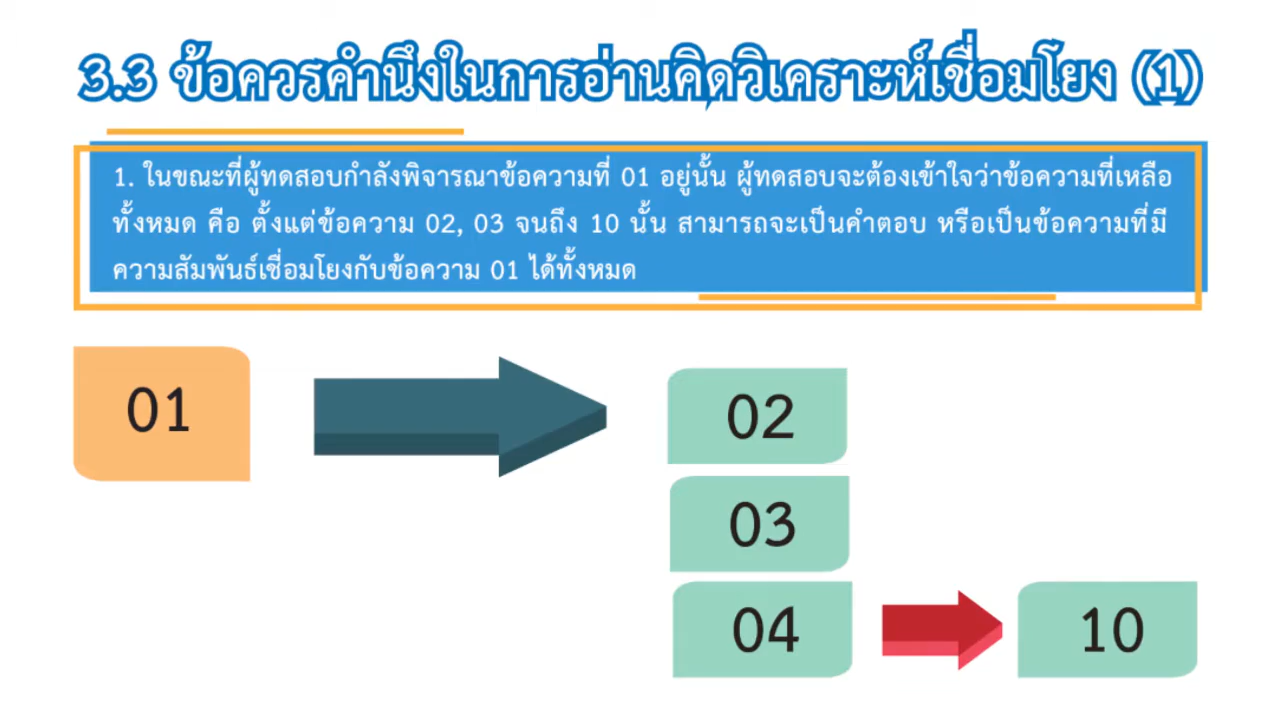 3.3 ข้อควรคำนึงในการอ่านคิดวิเคราะห์เชื่อมโยง (1)
1. ในขณะที่ผู้ทดสอบกำลังพิจารณาข้อความที่ 01 อยู่นั้น ผู้ทดสอบจะต้องเข้าใจว่าข้อความที่เหลือ
ทั้งหมด คือ ตั้งแต่ข้อความ 02, 03 จนถึง 10 นั้น สามารถจะเป็นคำตอบ หรือเป็นข้อความที่มี
ความสัมพันธ์เชื่อมโยงกับข้อความ 01 ได้ทั้งหมด
01
02
03
04
10